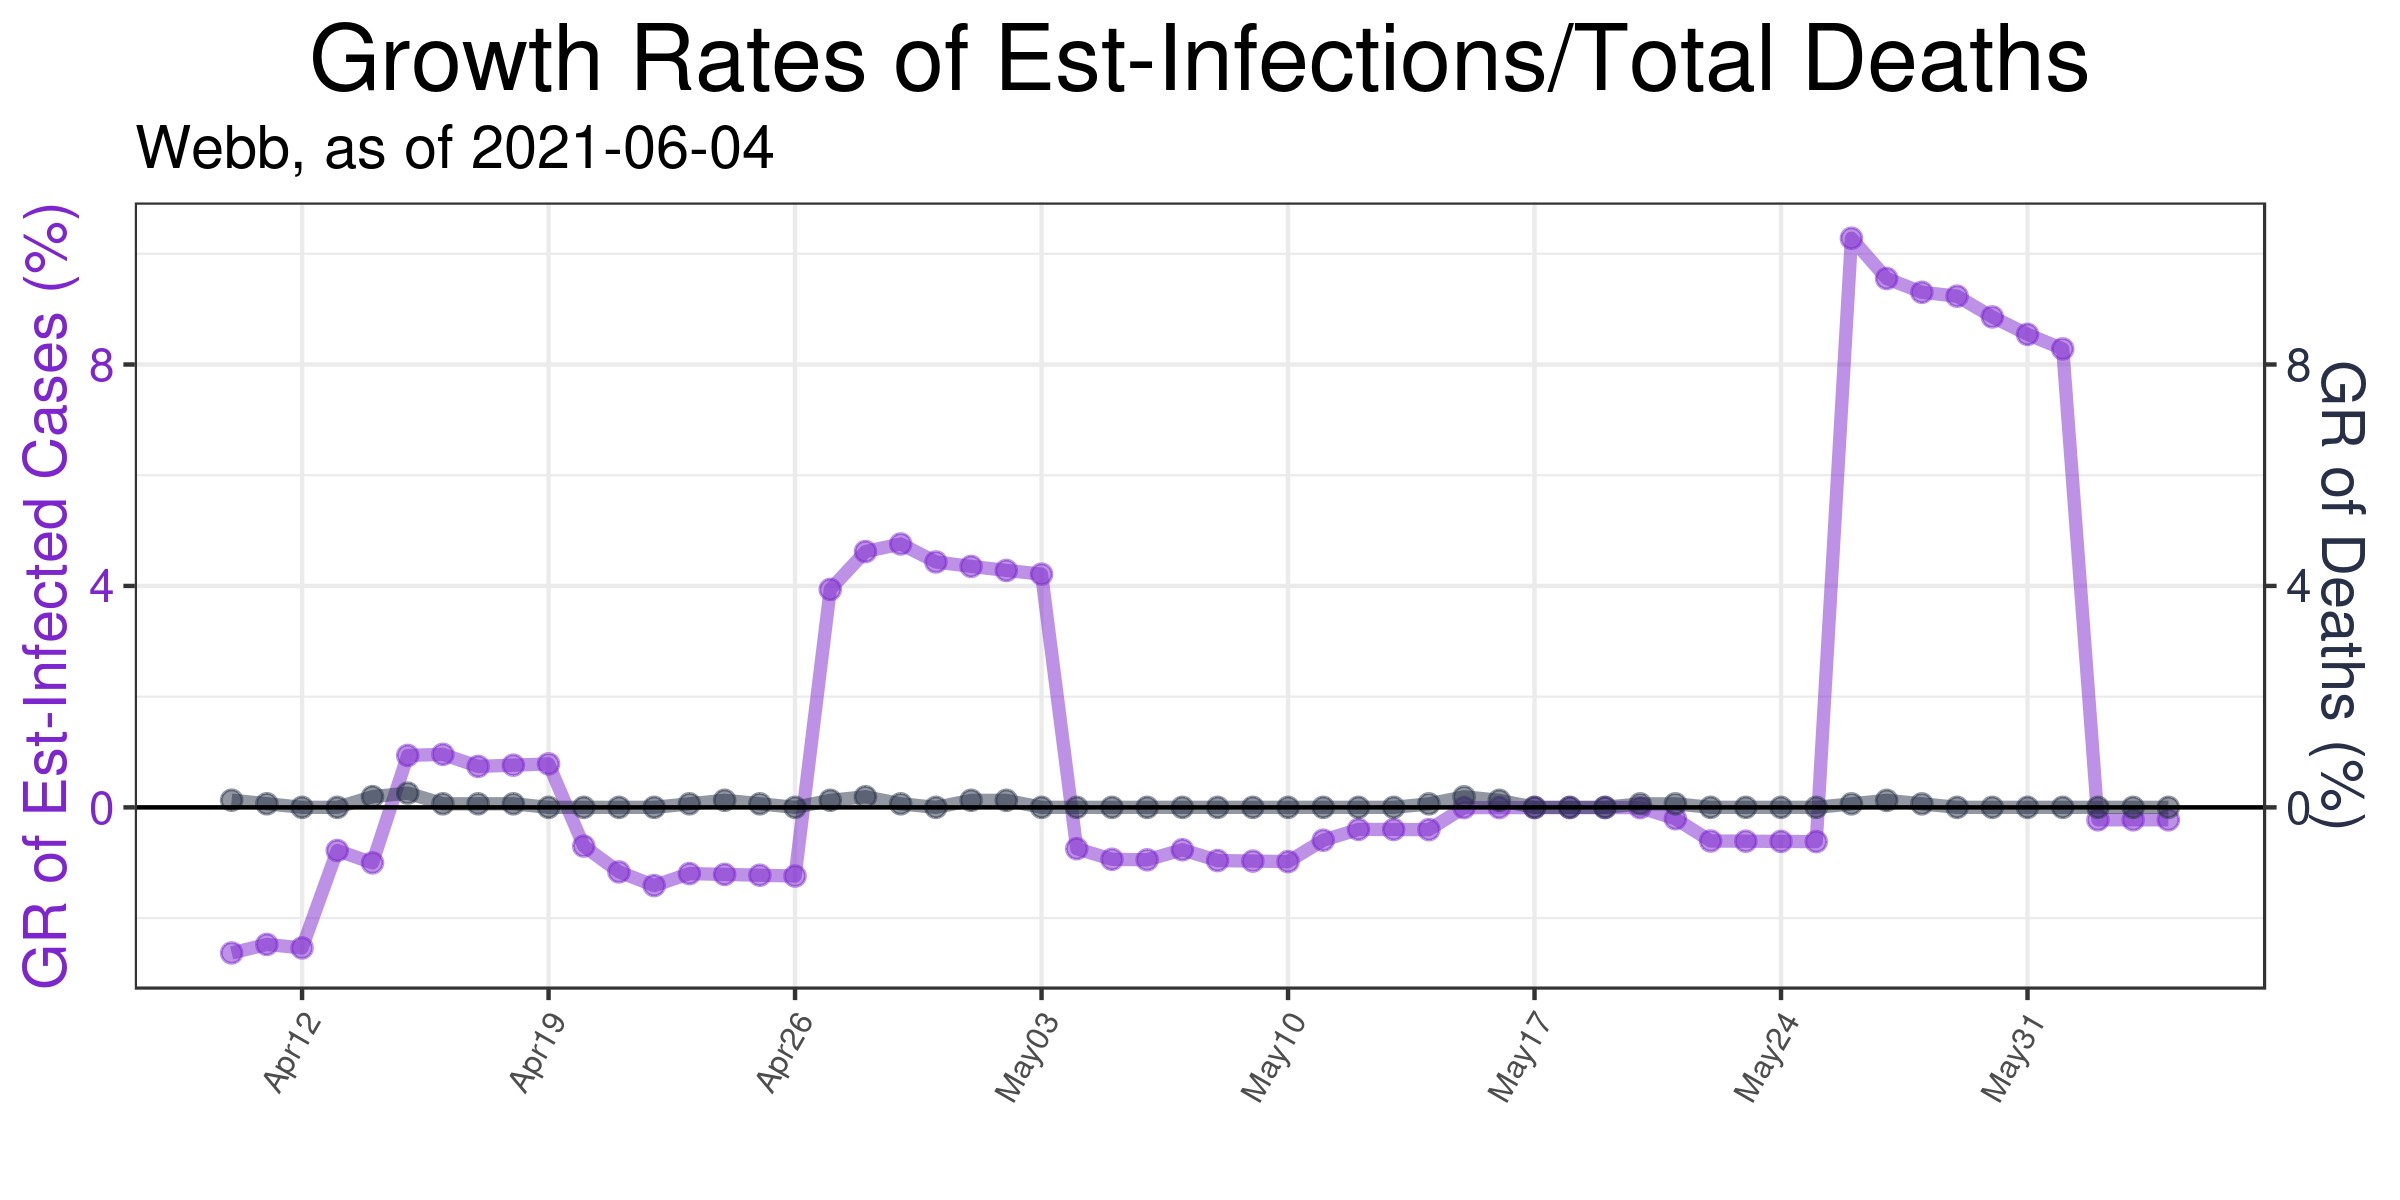 Growth Rates of Est-Infections/Total Deaths
Webb, as of 2021-06-04
GR of Est-Infected Cases (%)
8
4
0
8
4
0
GR of Deaths (%)
Apr12
Apr19
Apr26
May03
May10
May17
May24
May31